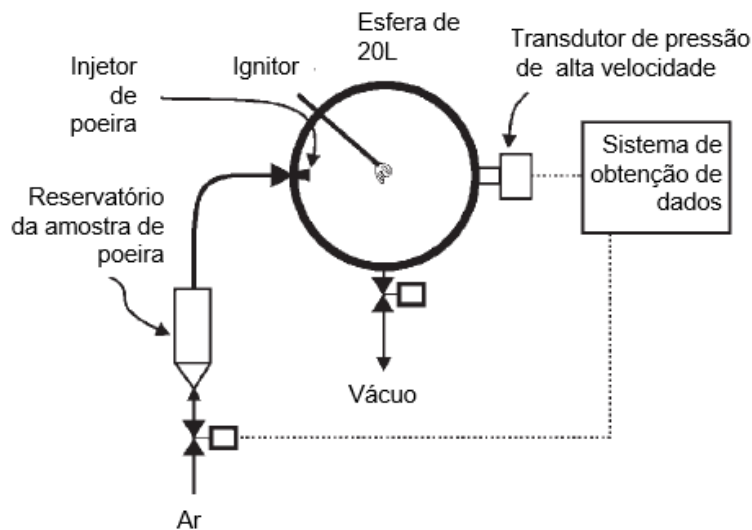 Esfera de
20L
Transdutor de pressão
de alta velocidade
Injetor
de
poeira
Ignitor
Sistema de
obtenção de
dados
Reservatório
da amostra de
poeira
Vácuo
Ar